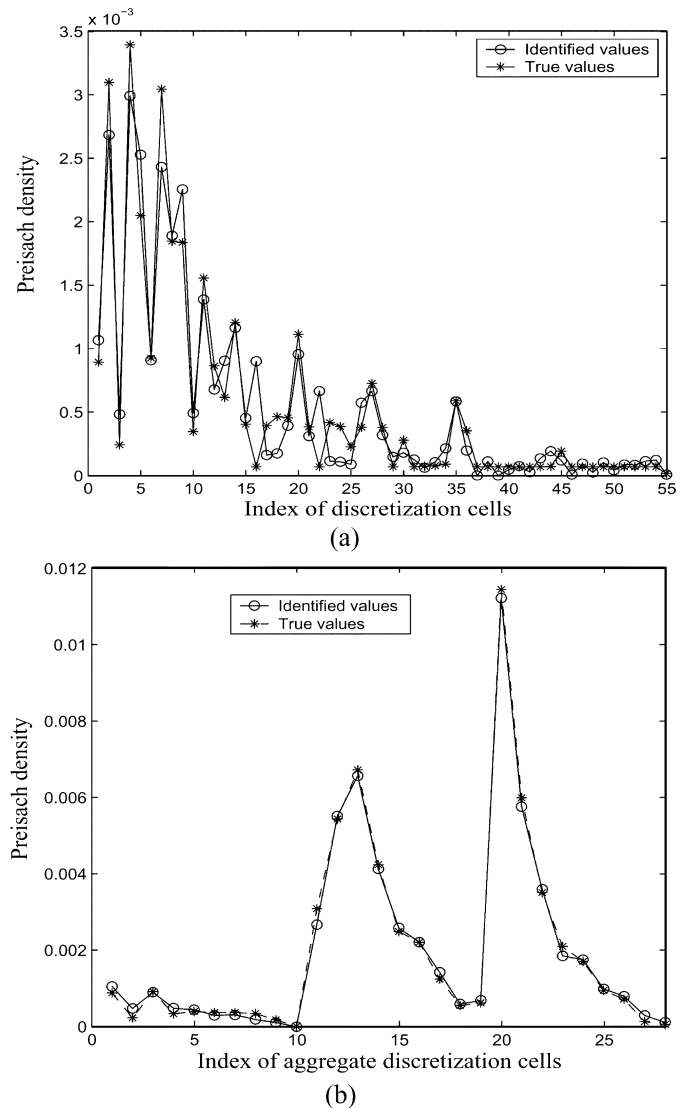 x 10⁻³
3.5
Identified values
True values
3
2.5
2
1.5
1
0.5
0
Preisach density
0 5 10 15 20 25 30 35 40 45 50 55
Index of discretization cells
(a)
0.012
Identified values
True values
0.01
0.008
0.006
0.004
0.002
0
Preisach density
0 5 10 15 20 25
Index of aggregate discretization cells
(b)